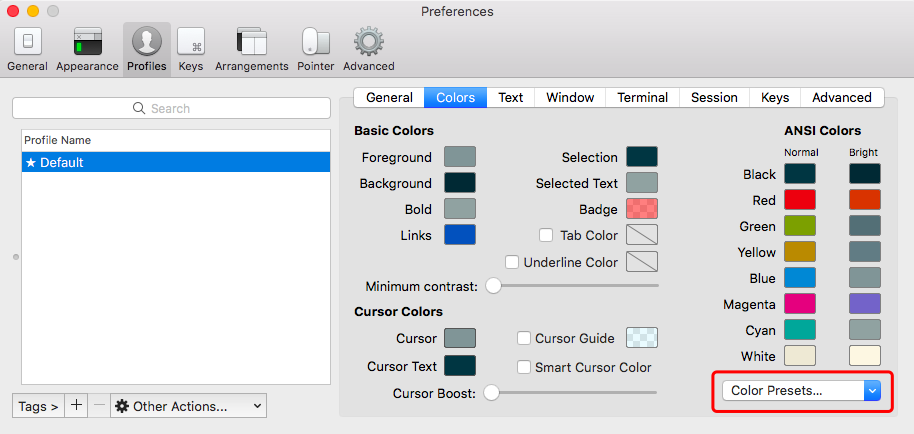 Preferences
General Appearance Profiles Keys Arrangements Pointer Advanced
Search
Profile Name
★ Default
Tags > + − Other Actions...
General Colors Text Window Terminal Session Keys Advanced
Basic Colors
Foreground Selection
Background Selected Text
Bold Badge
Links Tab Color
Underline Color
Minimum contrast:
Cursor Colors
Cursor Cursor Guide
Cursor Text Smart Cursor Color
Cursor Boost:
ANSI Colors
Normal Bright
Black
Red
Green
Yellow
Blue
Magenta
Cyan
White
Color Presets...